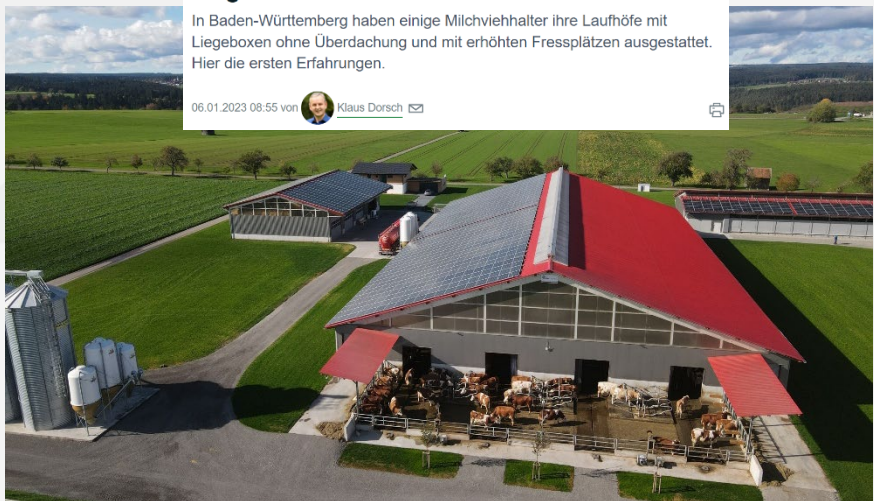 In Baden-Württemberg haben einige Milchviehhalter ihre Laufhöfe mit
Liegeboxen ohne Überdachung und mit erhöhten Fressplätzen ausgestattet.
Hier die ersten Erfahrungen.
06.01.2023 08:55 von Klaus Dorsch